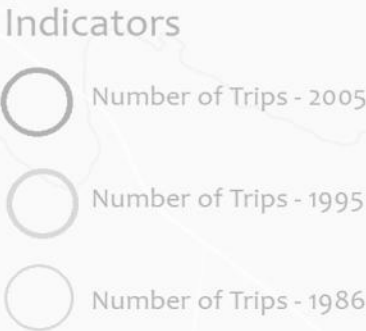 Indicators
Number of Trips - 2005
Number of Trips - 1995
Number of Trips - 1986